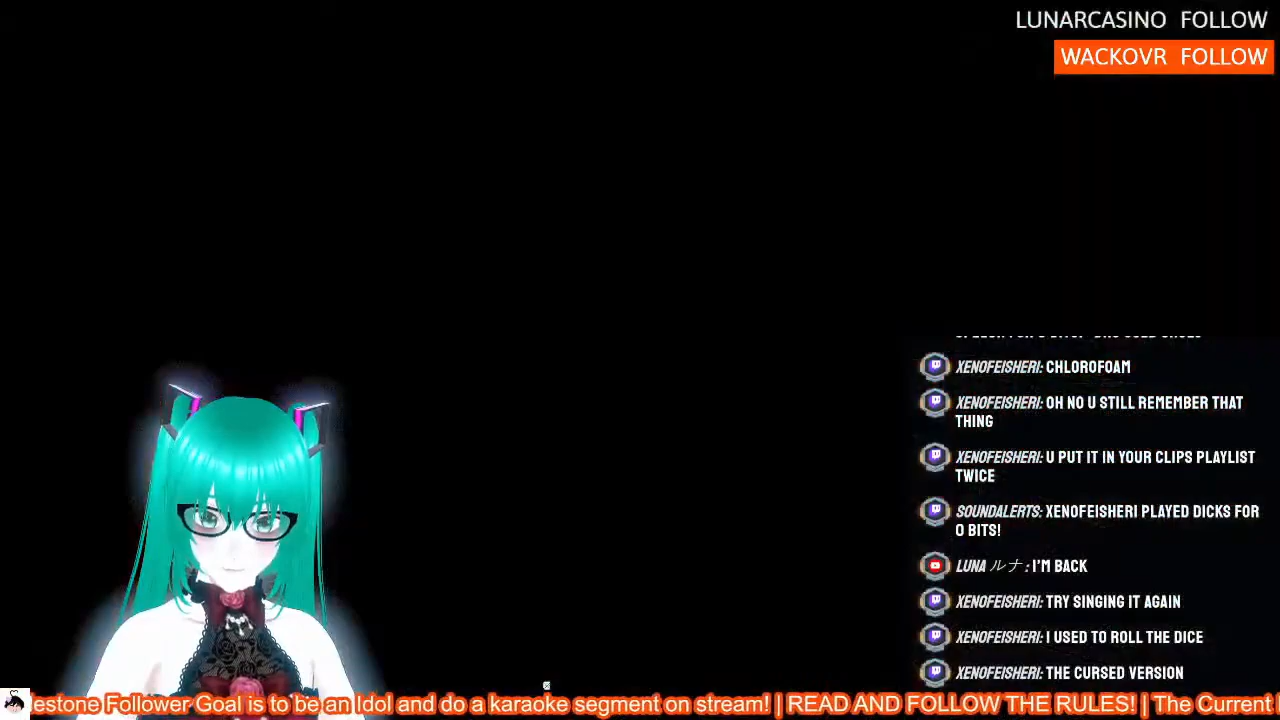 LUNARCASINO FOLLOW
WACKOVR FOLLOW
XENOFEISHERI: CHLOROFOAM
XENOFEISHERI: OH NO U STILL REMEMBER THAT
THING
XENOFEISHERI: U PUT IT IN YOUR CLIPS PLAYLIST
TWICE
SOUNDALERTS: XENOFEISHERI PLAYED DICKS FOR
0 BITS!
LUNA ルナ : I'M BACK
XENOFEISHERI: TRY SINGING IT AGAIN
XENOFEISHERI: I USED TO ROLL THE DICE
XENOFEISHERI: THE CURSED VERSION
lestone Follower Goal is to be an Idol and do a karaoke segment on stream! | READ AND FOLLOW THE RULES! | The Current